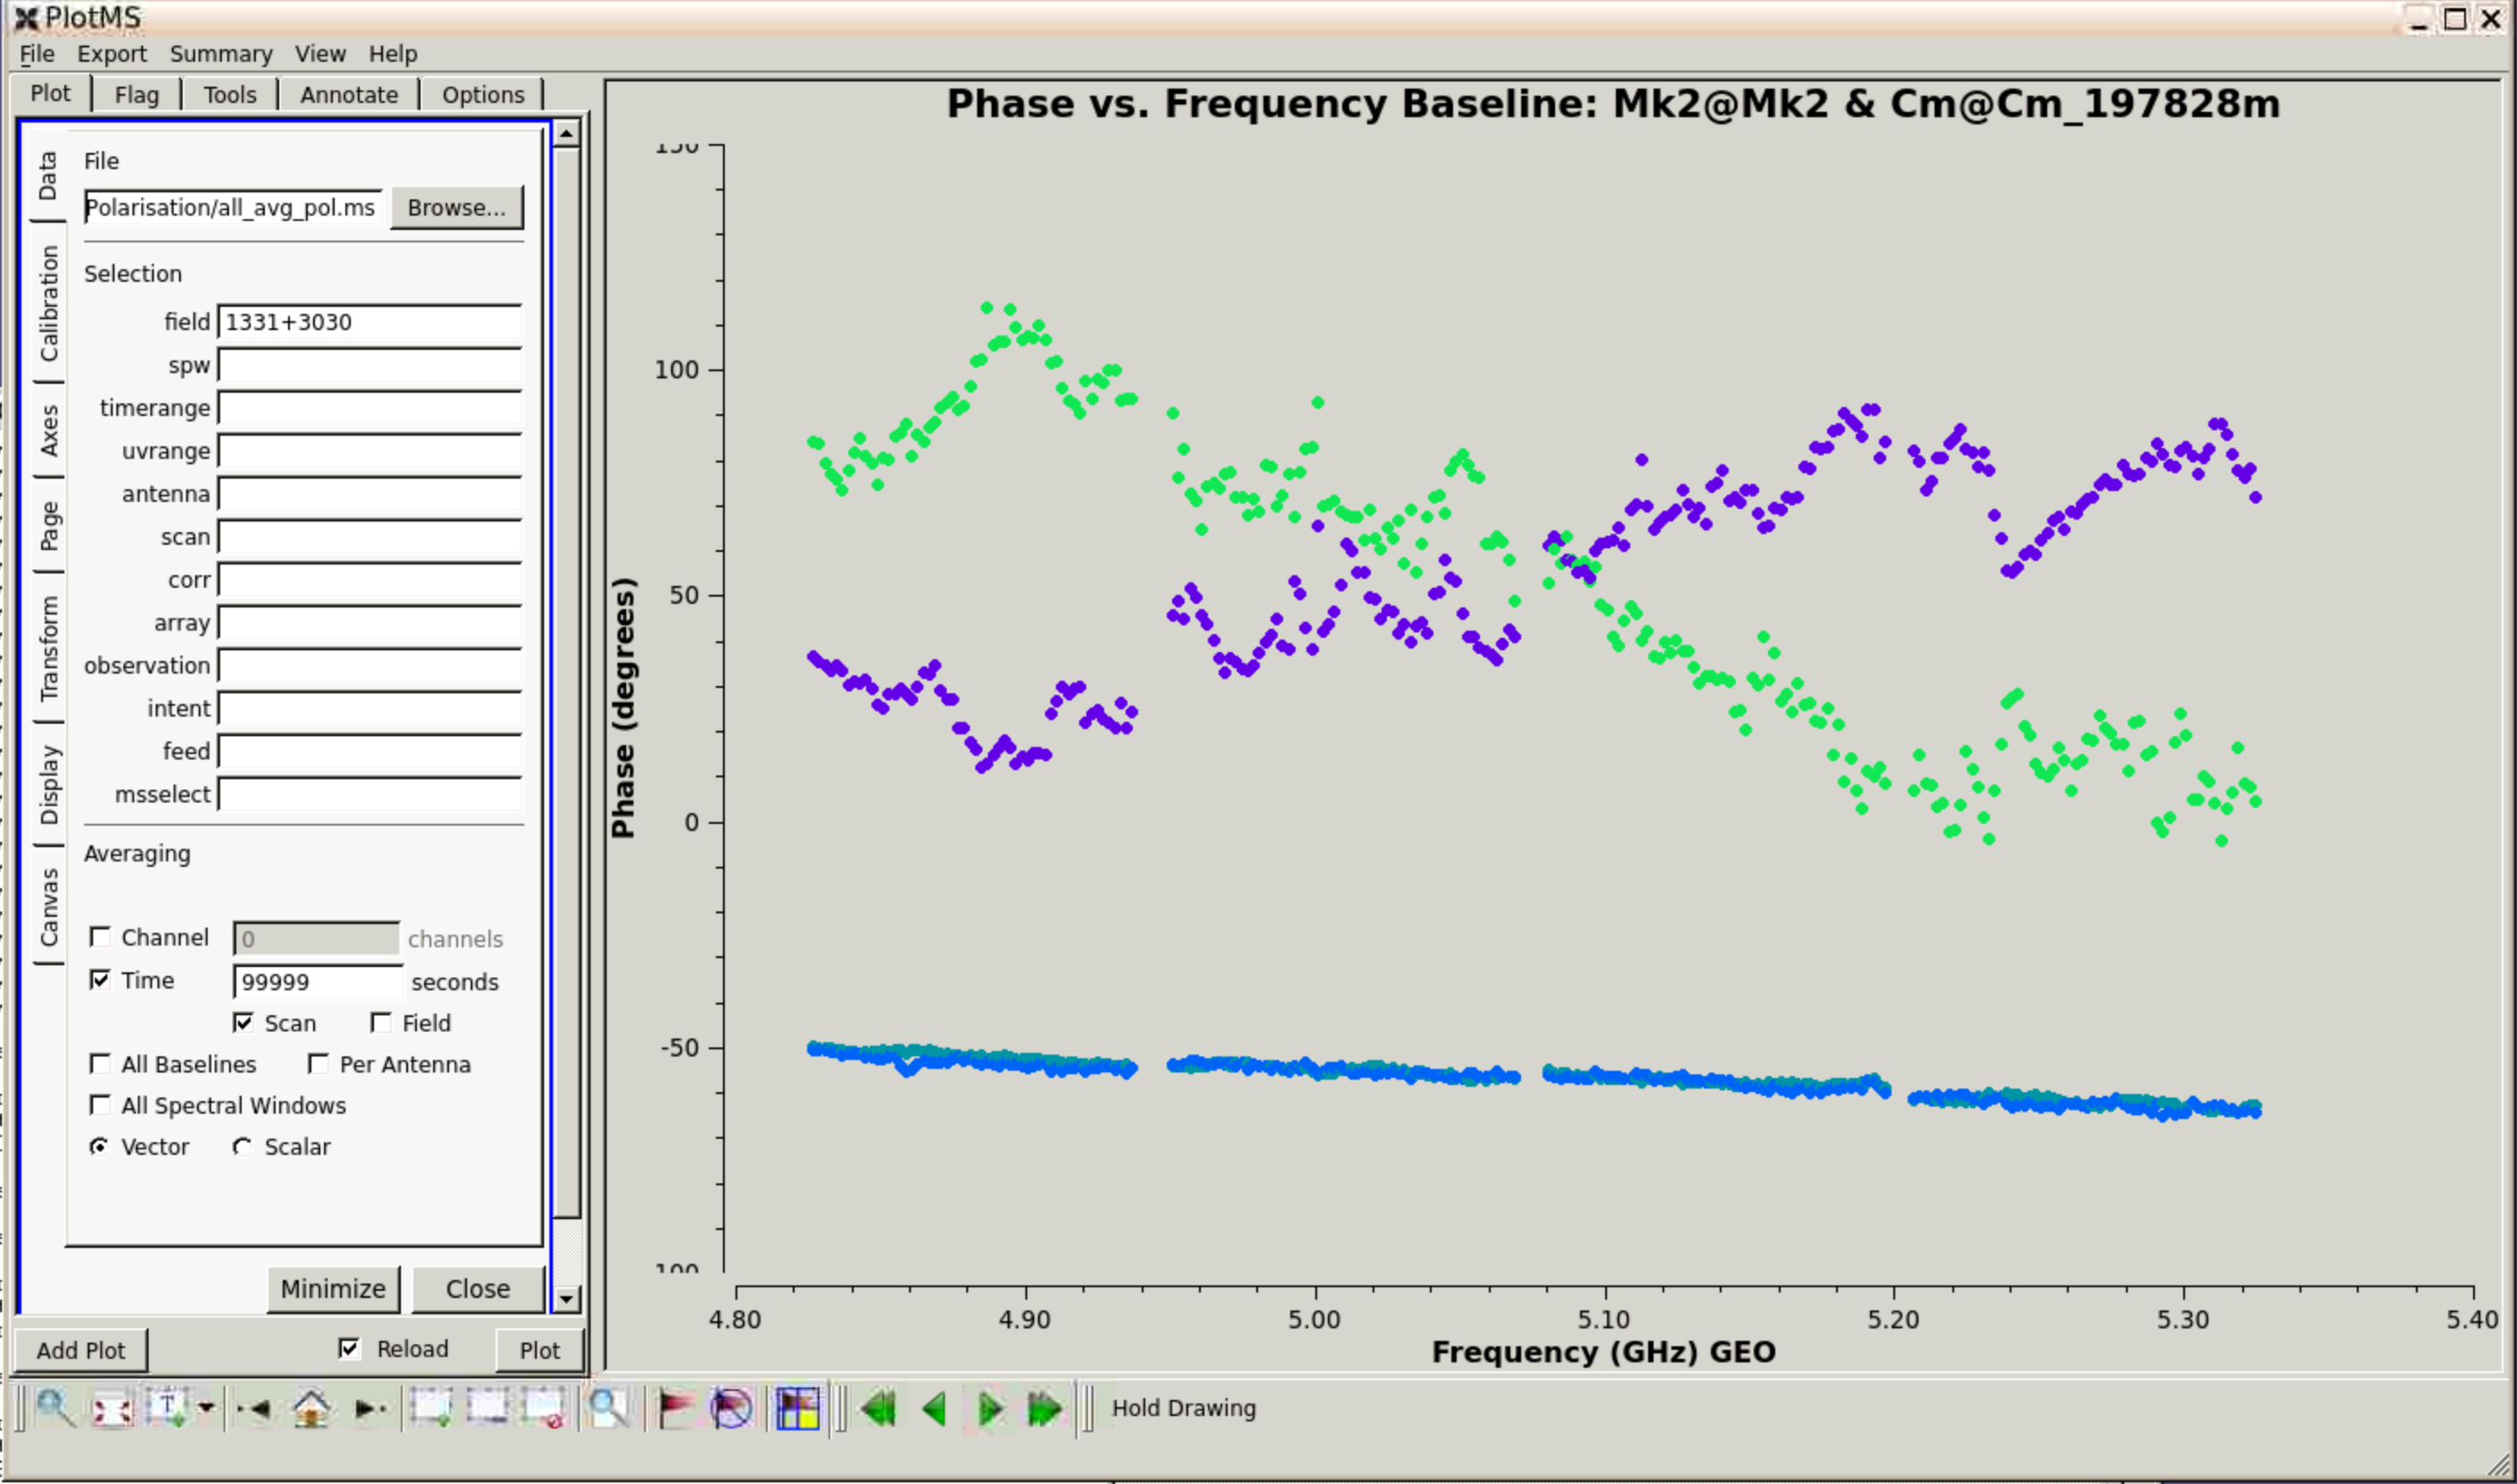 PlotMS
File Export Summary View Help
Plot Flag Tools Annotate Options
Data
Calibration
Axes
Page
Transform
Display
Canvas
File
Polarisation/all_avg_pol.ms Browse...
Selection
field 1331+3030
spw
timerange
uvrange
antenna
scan
corr
array
observation
intent
feed
msselect
Averaging
Channel 0 channels
Time 99999 seconds
Scan Field
All Baselines Per Antenna
All Spectral Windows
Vector Scalar
Minimize Close
Add Plot Reload Plot
Phase vs. Frequency Baseline: Mk2@Mk2 & Cm@Cm_197828m
Phase (degrees)
150
100
50
0
-50
4.80 4.90 5.00 5.10 5.20 5.30 5.40
Frequency (GHz) GEO
Hold Drawing